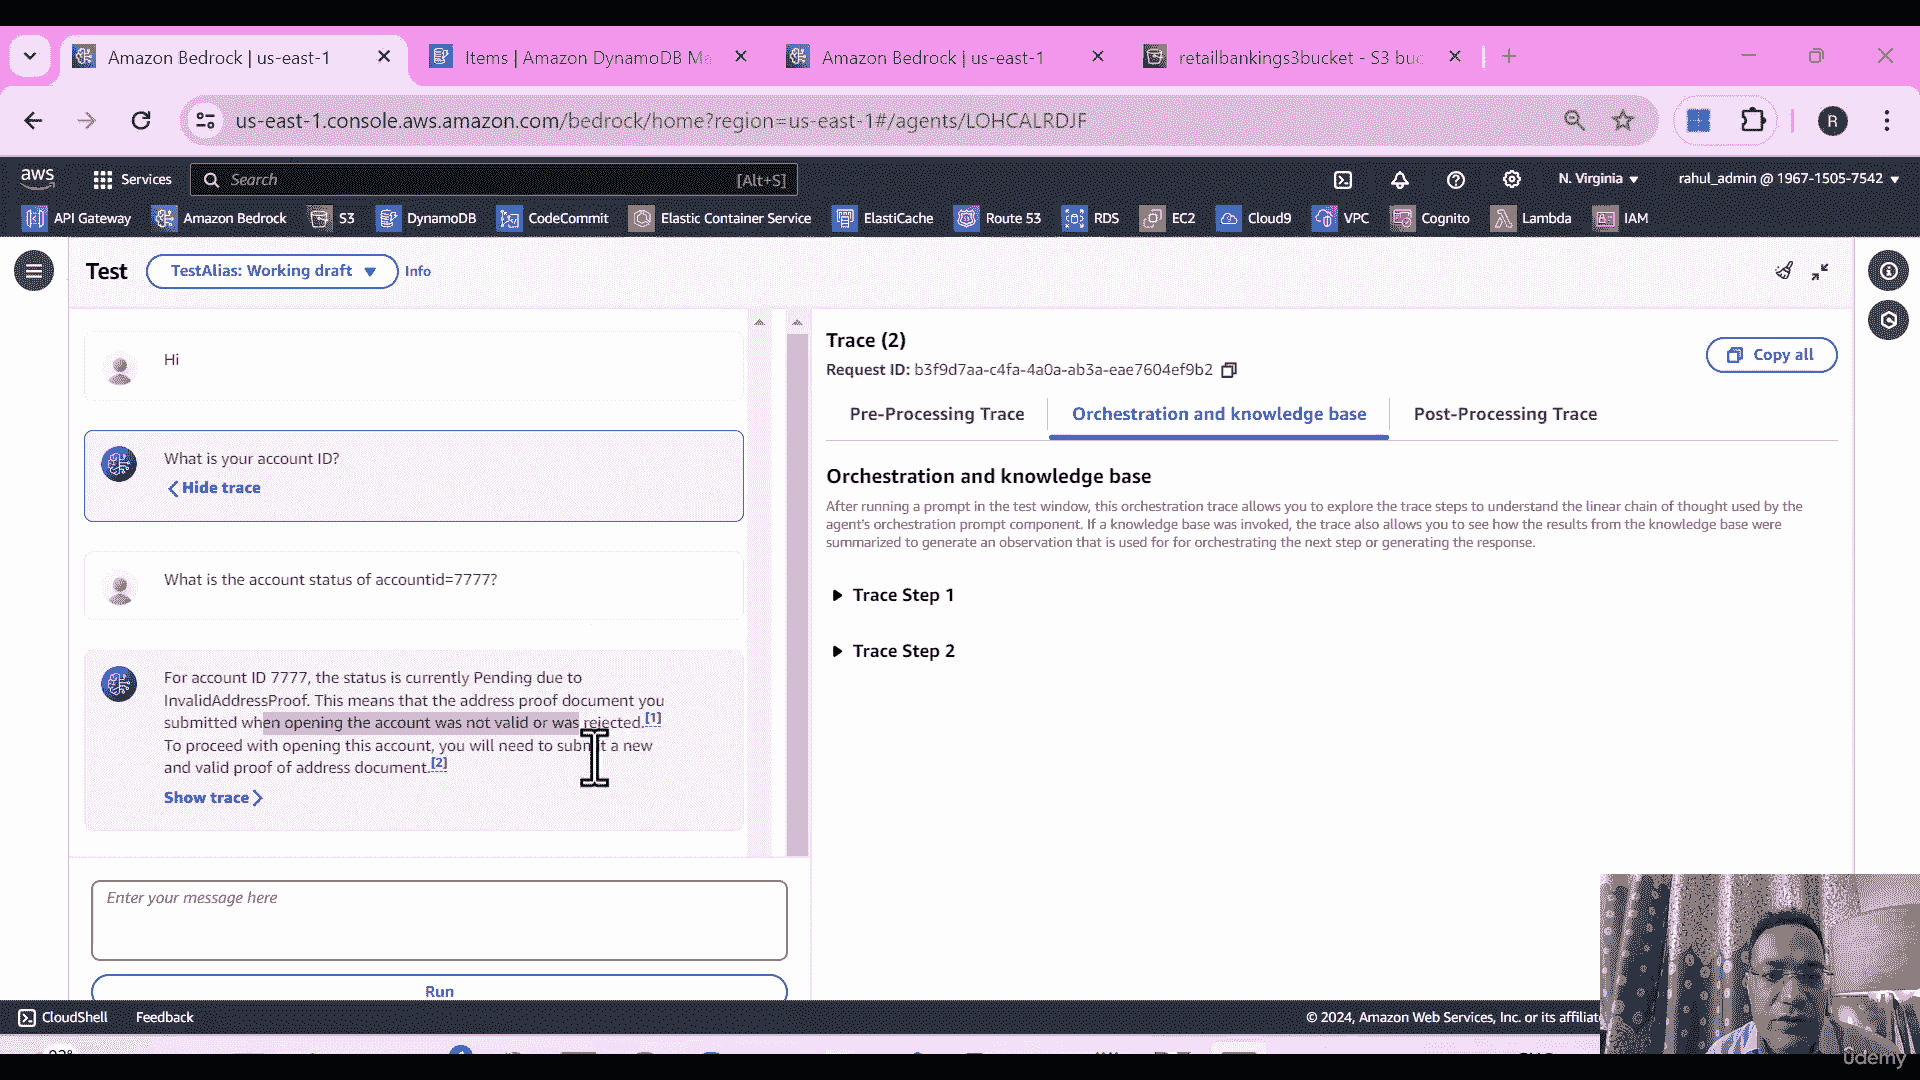 Amazon Bedrock | us-east-1
Items | Amazon DynamoDB Ma
Amazon Bedrock | us-east-1
retailbankings3bucket - S3 buc
us-east-1.console.aws.amazon.com/bedrock/home?region=us-east-1#/agents/LOHCALRDJF
R
aws
Services
Search
[Alt+S]
N. Virginia
rahul_admin @ 1967-1505-7542
API Gateway
Amazon Bedrock
S3
DynamoDB
CodeCommit
Elastic Container Service
ElastiCache
Route 53
RDS
EC2
Cloud9
VPC
Cognito
Lambda
IAM
Test
TestAlias: Working draft
Info
Hi
What is your account ID?
Hide trace
What is the account status of accountid=7777?
For account ID 7777, the status is currently Pending due to
InvalidAddressProof. This means that the address proof document you
submitted when opening the account was not valid or was rejected.[1]
To proceed with opening this account, you will need to submit a new
and valid proof of address document.[2]
Show trace
Enter your message here
Run
Trace (2)
Request ID: b3f9d7aa-c4fa-4a0a-ab3a-eae7604ef9b2
Copy all
Pre-Processing Trace
Orchestration and knowledge base
Post-Processing Trace
Orchestration and knowledge base
After running a prompt in the test window, this orchestration trace allows you to explore the trace steps to understand the linear chain of thought used by the
agent's orchestration prompt component. If a knowledge base was invoked, the trace also allows you to see how the results from the knowledge base were
summarized to generate an observation that is used for for orchestrating the next step or generating the response.
Trace Step 1
Trace Step 2
CloudShell
Feedback
© 2024, Amazon Web Services, Inc. or its affiliate
udemy